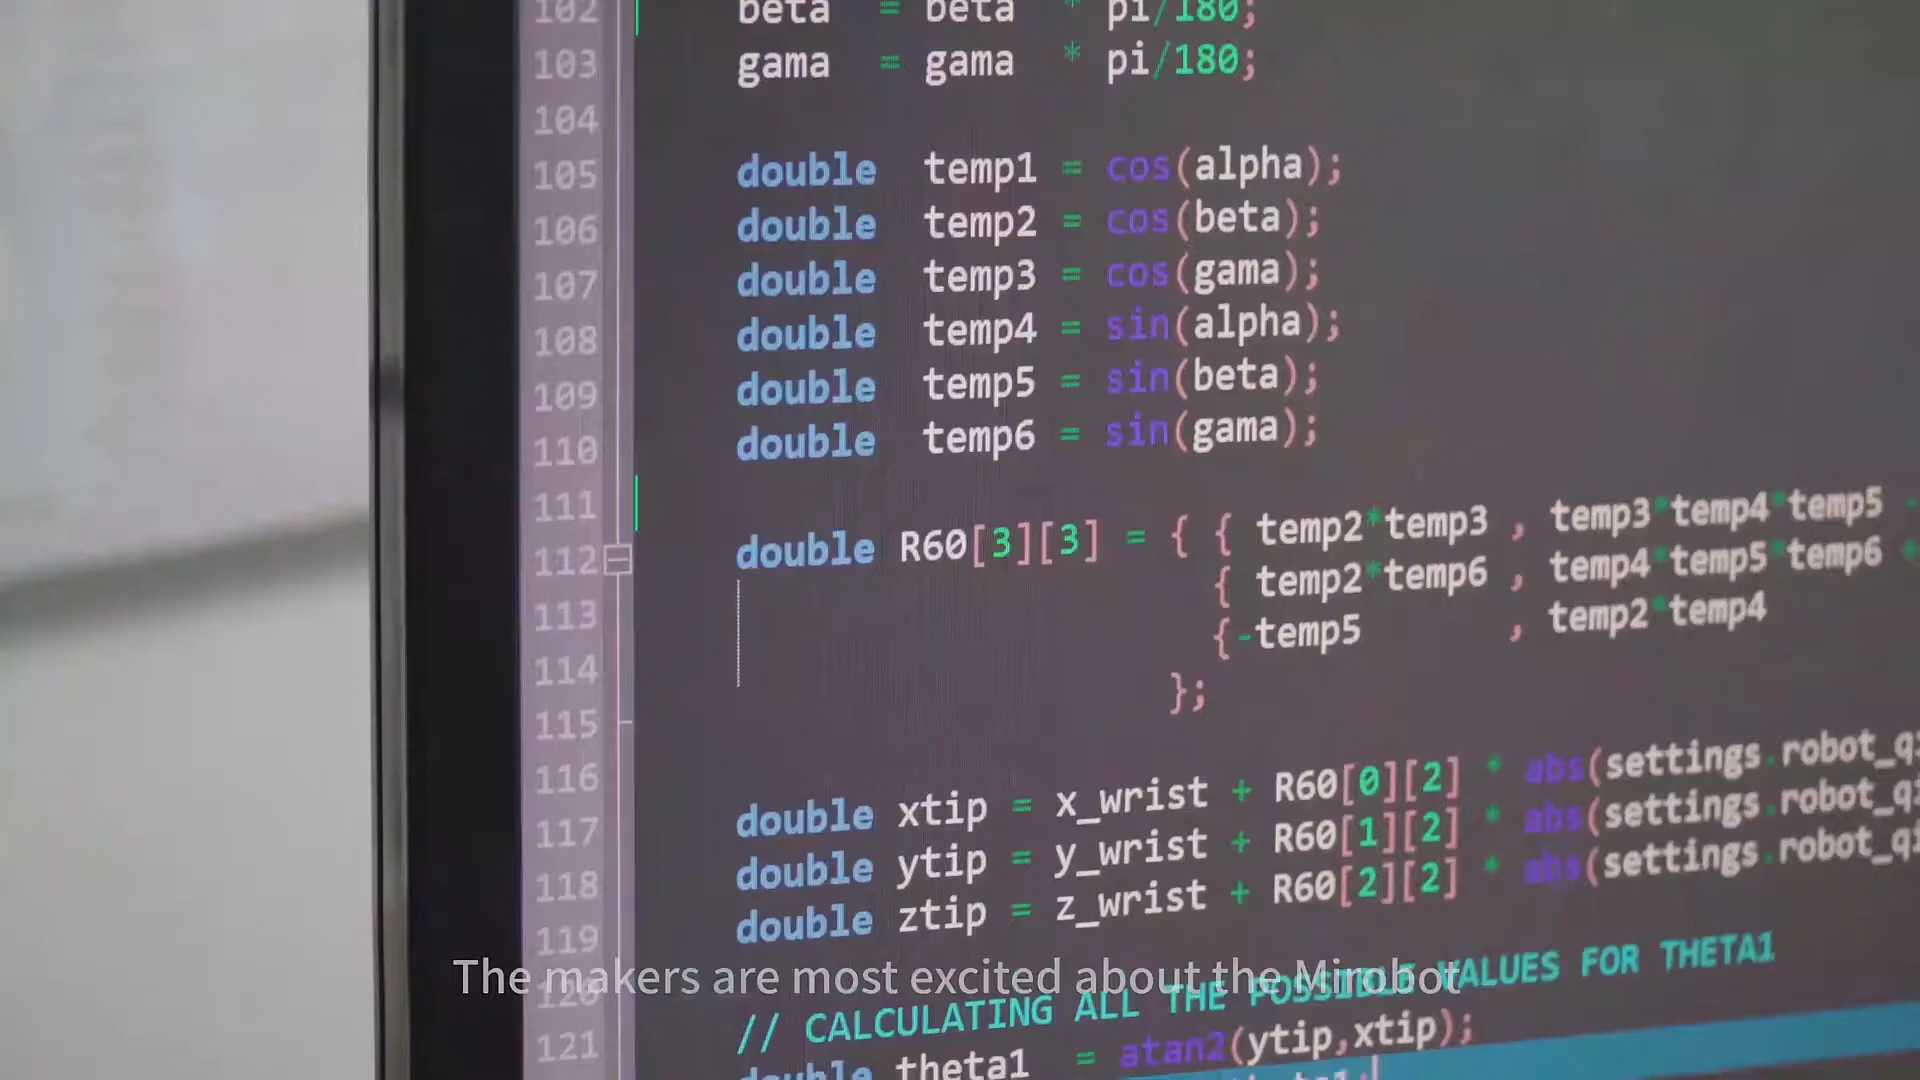 102 beta = beta * pi/180;
103 gama = gama * pi/180;
104
105 double temp1 = cos(alpha);
106 double temp2 = cos(beta);
107 double temp3 = cos(gama);
108 double temp4 = sin(alpha);
109 double temp5 = sin(beta);
110 double temp6 = sin(gama);
111
112 double R60[3][3] = { { temp2*temp3 , temp3*temp4*temp5 -
113 { temp2*temp6 , temp4*temp5*temp6 +
114 {-temp5 , temp2*temp4
115 };
116
117 double xtip = x_wrist + R60[0][2] * abs(settings.robot_q
118 double ytip = y_wrist + R60[1][2] * abs(settings.robot_q
119 double ztip = z_wrist + R60[2][2] * abs(settings.robot_q
120
121 // CALCULATING ALL THE POSSIBLE VALUES FOR THETA1
double theta1 = atan2(ytip,xtip);
The makers are most excited about the Mirobot